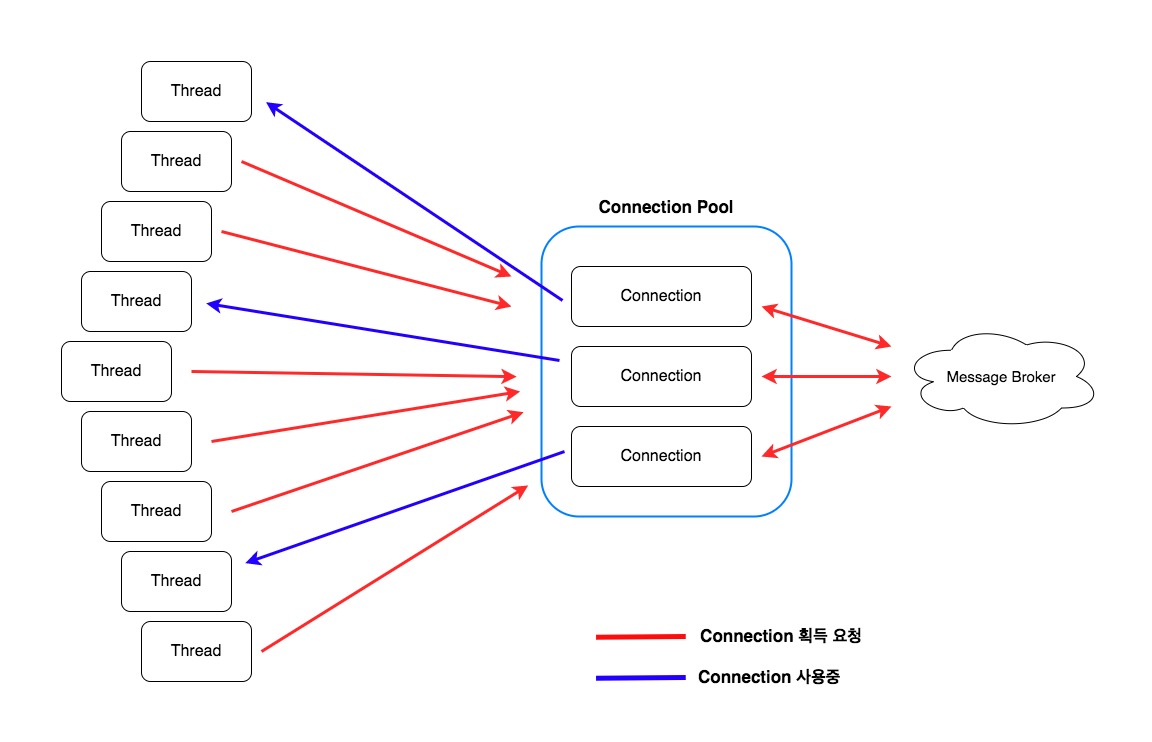 Thread
Thread
Thread
Thread
Thread
Thread
Thread
Thread
Thread
Connection Pool
Connection
Connection
Connection
Message Broker
Connection 획득 요청
Connection 사용중